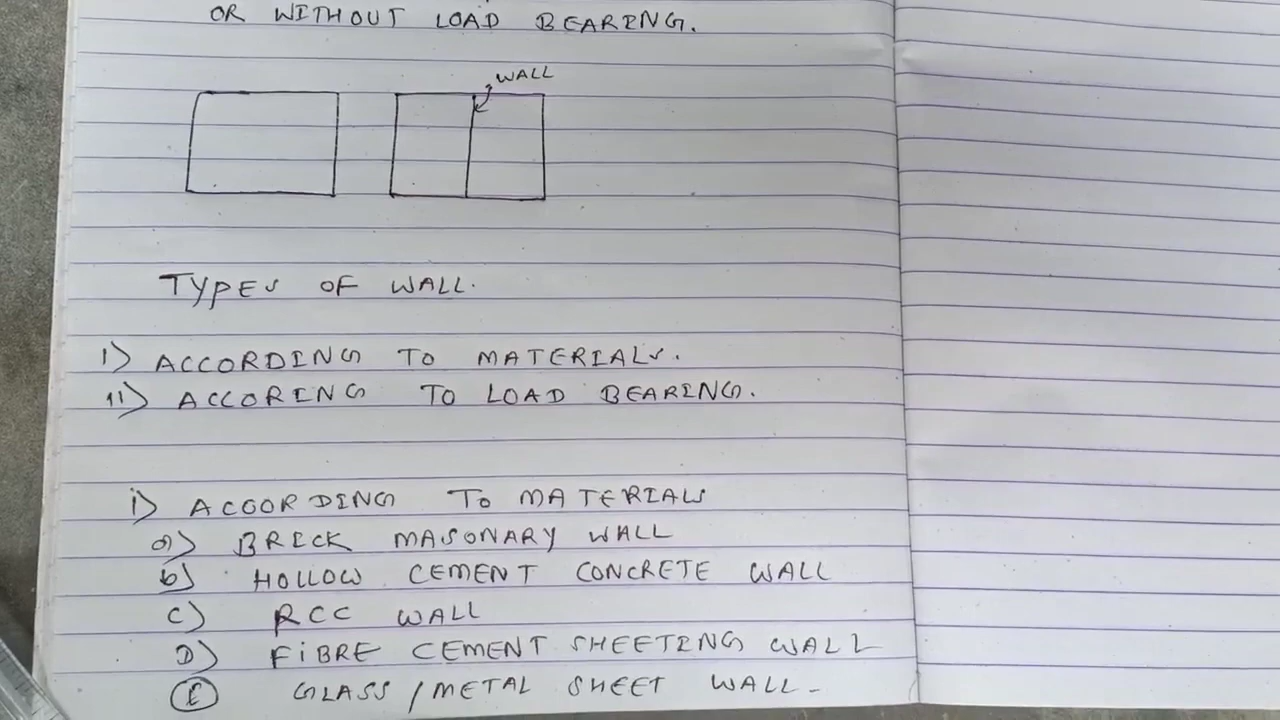 OR WITHOUT LOAD BEARING.
WALL
TYPES OF WALL.
I) ACCORDING TO MATERIALS.
II) ACCORING TO LOAD BEARING.
i) ACCORDING TO MATERIALS
a) BRICK MASONARY WALL
b) HOLLOW CEMENT CONCRETE WALL
C) RCC WALL
D) FIBRE CEMENT SHEETING WALL
E GLASS / METAL SHEET WALL-